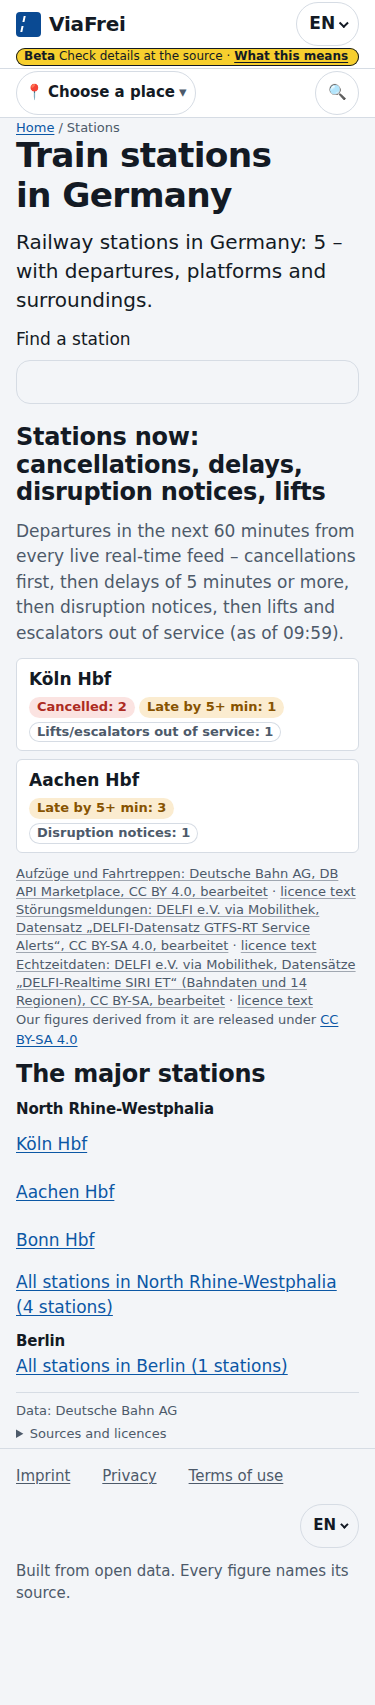 ViaFrei
EN
Beta Check details at the source · What this means
📍 Choose a place ▾
🔍
Home / Stations
Train stations
in Germany
Railway stations in Germany: 5 –
with departures, platforms and
surroundings.
Find a station
Stations now:
cancellations, delays,
disruption notices, lifts
Departures in the next 60 minutes from
every live real-time feed – cancellations
first, then delays of 5 minutes or more,
then disruption notices, then lifts and
escalators out of service (as of 09:59).
Köln Hbf
Cancelled: 2 Late by 5+ min: 1
Lifts/escalators out of service: 1
Aachen Hbf
Late by 5+ min: 3
Disruption notices: 1
Aufzüge und Fahrtreppen: Deutsche Bahn AG, DB
API Marketplace, CC BY 4.0, bearbeitet · licence text
Störungsmeldungen: DELFI e.V. via Mobilithek,
Datensatz „DELFI-Datensatz GTFS-RT Service
Alerts“, CC BY-SA 4.0, bearbeitet · licence text
Echtzeitdaten: DELFI e.V. via Mobilithek, Datensätze
„DELFI-Realtime SIRI ET“ (Bahndaten und 14
Regionen), CC BY-SA, bearbeitet · licence text
Our figures derived from it are released under CC
BY-SA 4.0
The major stations
North Rhine-Westphalia
Köln Hbf
Aachen Hbf
Bonn Hbf
All stations in North Rhine-Westphalia
(4 stations)
Berlin
All stations in Berlin (1 stations)
Data: Deutsche Bahn AG
▶ Sources and licences
Imprint Privacy Terms of use
EN
Built from open data. Every figure names its
source.